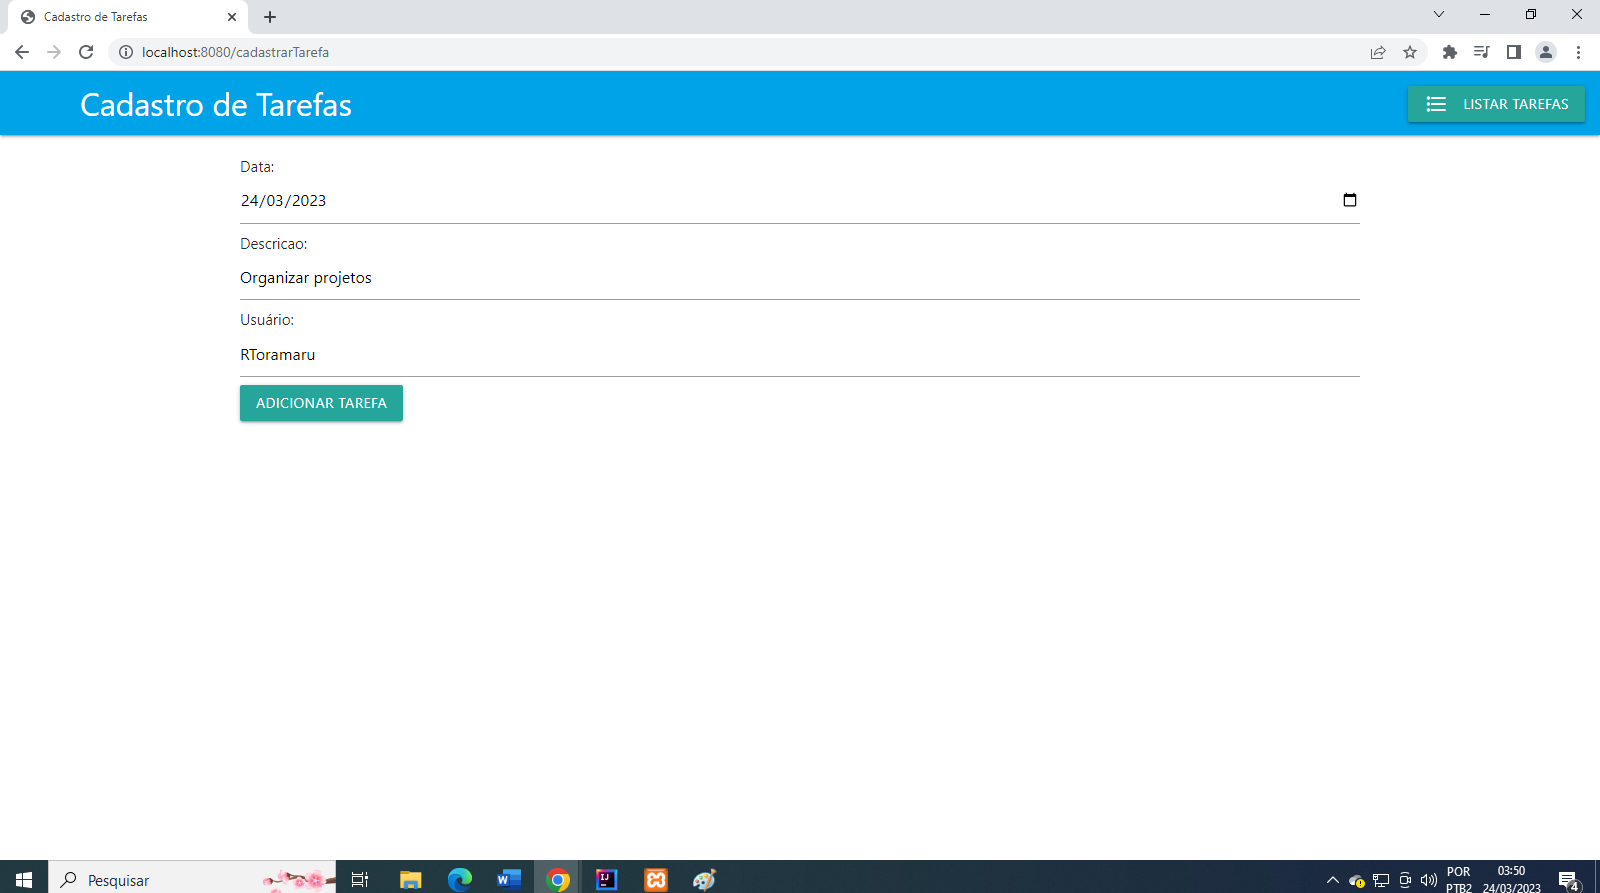 Cadastro de Tarefas
localhost:8080/cadastrarTarefa
Cadastro de Tarefas
LISTAR TAREFAS
Data:
24/03/2023
Descricao:
Organizar projetos
Usuário:
RToramaru
ADICIONAR TAREFA
Pesquisar
W
IJ
POR
PTB2
03:50
24/03/2023
4